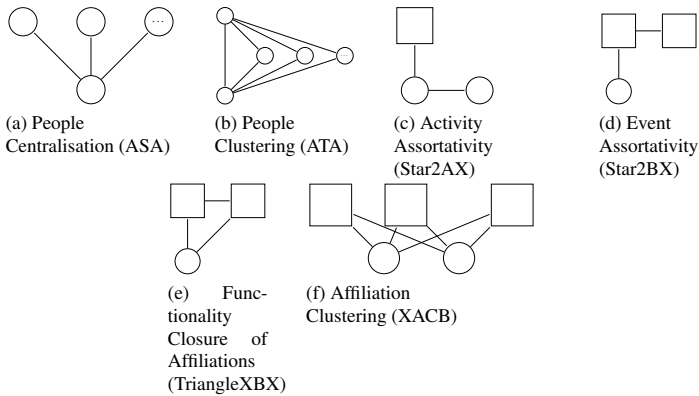 ...
...
(a) People
Centralisation (ASA)
(b) People
Clustering (ATA)
(c) Activity
Assortativity
(Star2AX)
(d) Event
Assortativity
(Star2BX)
(e) Func-
tionality
Closure of
Affiliations
(TriangleXBX)
(f) Affiliation
Clustering (XACB)